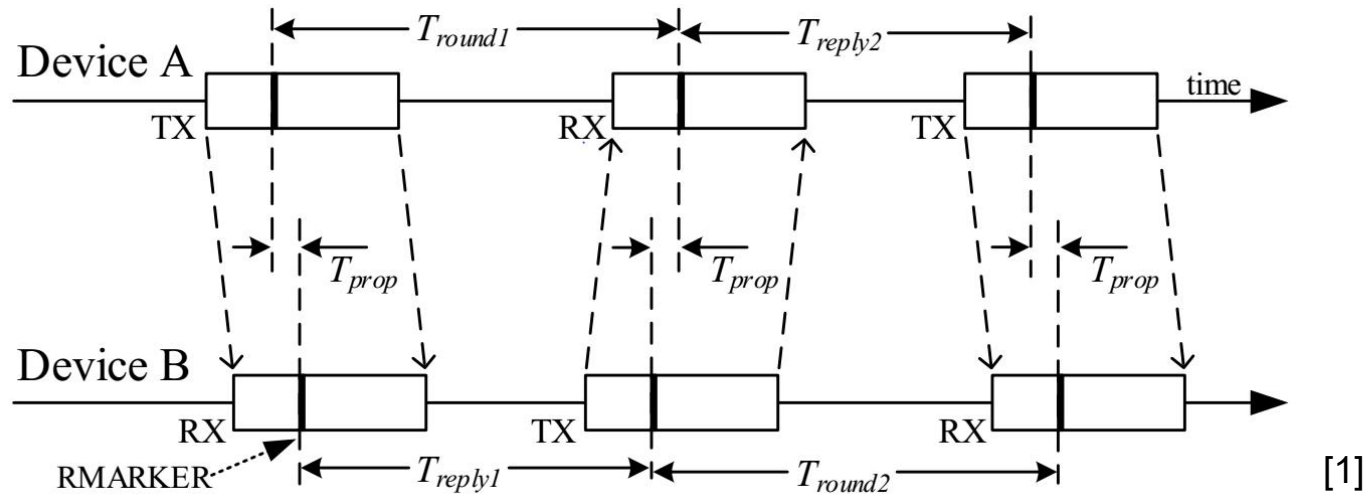 T_round1 T_reply2
Device A
time
TX RX TX
T_prop T_prop T_prop
Device B
RX TX RX
RMARKER T_reply1 T_round2 [1]